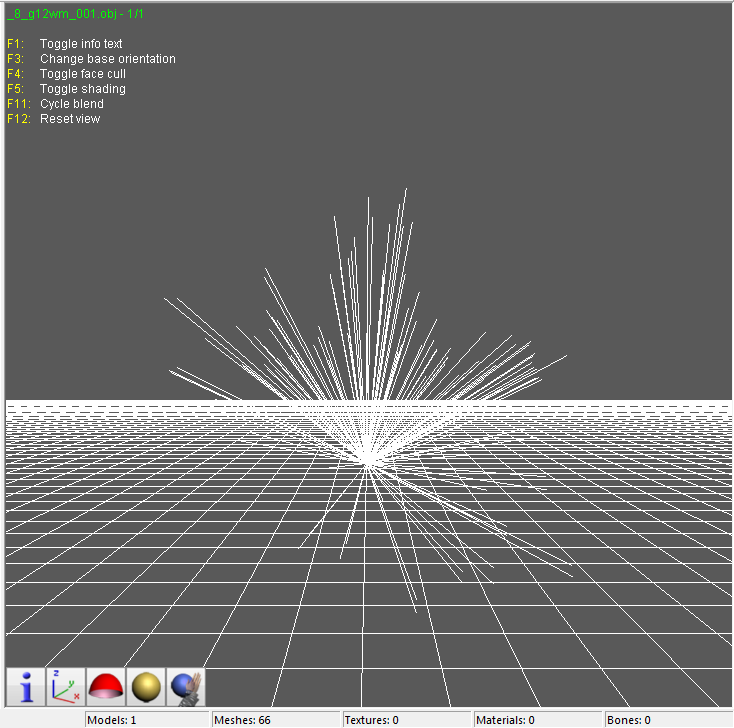 _8_g12wm_001.obj - 1/1
F1: Toggle info text
F3: Change base orientation
F4: Toggle face cull
F5: Toggle shading
F11: Cycle blend
F12: Reset view
z
y
x
Models: 1 Meshes: 66 Textures: 0 Materials: 0 Bones: 0